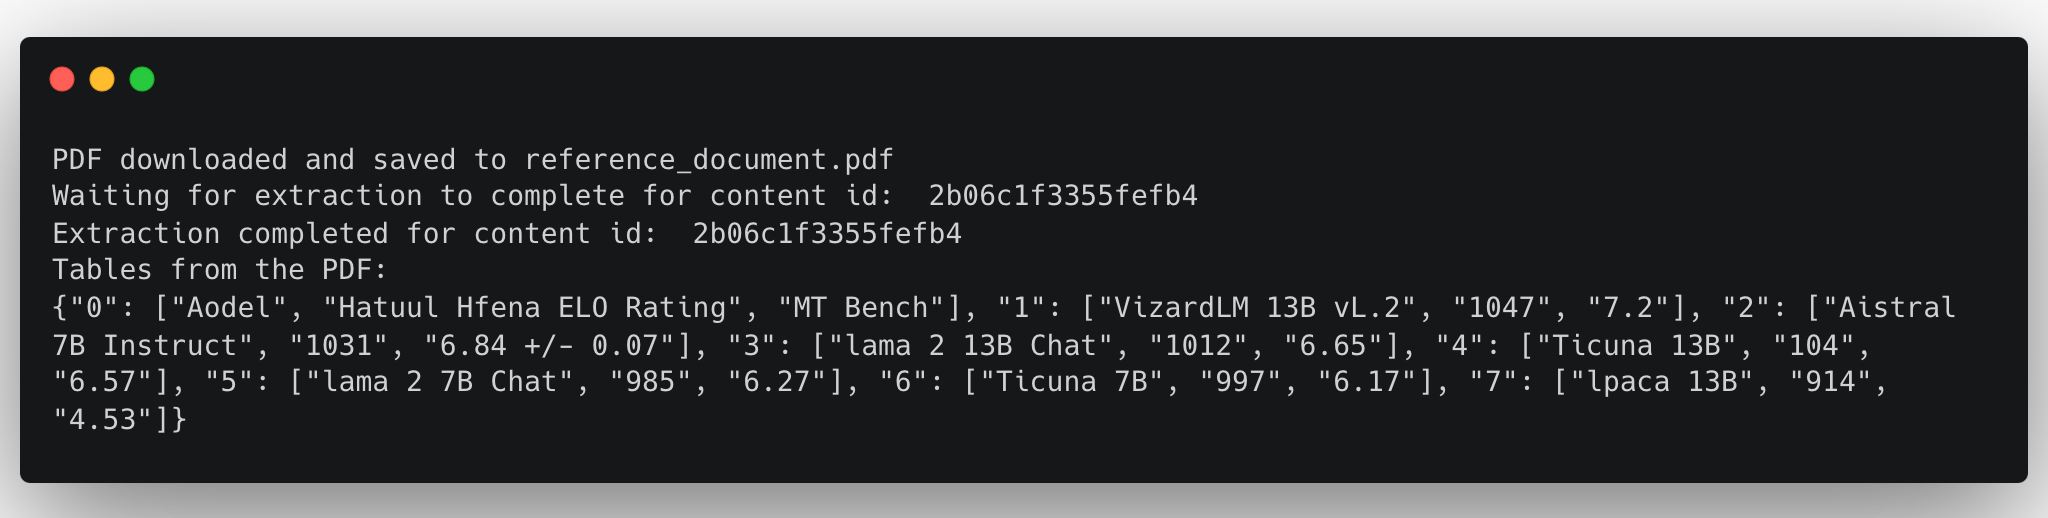 PDF downloaded and saved to reference_document.pdf
Waiting for extraction to complete for content id:  2b06c1f3355fefb4
Extraction completed for content id:  2b06c1f3355fefb4
Tables from the PDF:
{"0": ["Aodel", "Hatuul Hfena ELO Rating", "MT Bench"], "1": ["VizardLM 13B vL.2", "1047", "7.2"], "2": ["Aistral
7B Instruct", "1031", "6.84 +/- 0.07"], "3": ["lama 2 13B Chat", "1012", "6.65"], "4": ["Ticuna 13B", "104",
"6.57"], "5": ["lama 2 7B Chat", "985", "6.27"], "6": ["Ticuna 7B", "997", "6.17"], "7": ["lpaca 13B", "914",
"4.53"]}